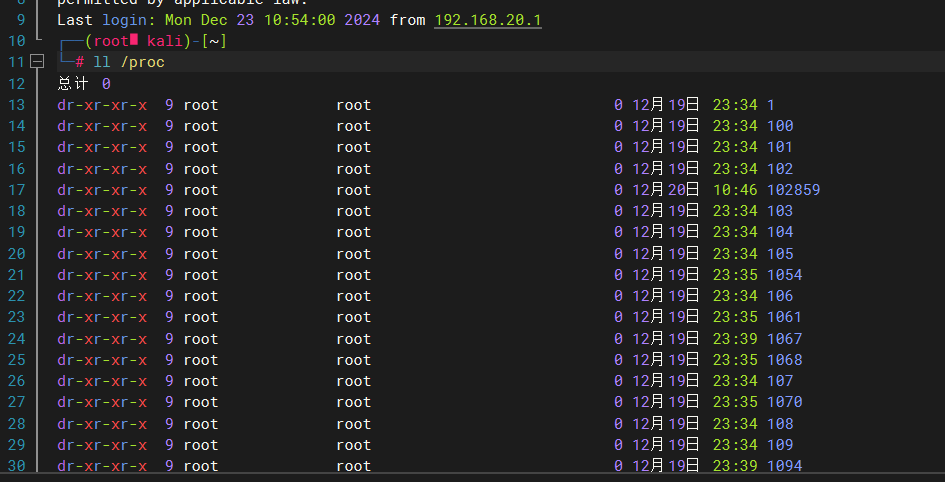 8 permitted by applicable law.
9 Last login: Mon Dec 23 10:54:00 2024 from 192.168.20.1
10 ┌──(root kali)-[~]
11 └─# ll /proc
12 总计 0
13 dr-xr-xr-x 9 root root 0 12月19日 23:34 1
14 dr-xr-xr-x 9 root root 0 12月19日 23:34 100
15 dr-xr-xr-x 9 root root 0 12月19日 23:34 101
16 dr-xr-xr-x 9 root root 0 12月19日 23:34 102
17 dr-xr-xr-x 9 root root 0 12月20日 10:46 102859
18 dr-xr-xr-x 9 root root 0 12月19日 23:34 103
19 dr-xr-xr-x 9 root root 0 12月19日 23:34 104
20 dr-xr-xr-x 9 root root 0 12月19日 23:34 105
21 dr-xr-xr-x 9 root root 0 12月19日 23:35 1054
22 dr-xr-xr-x 9 root root 0 12月19日 23:34 106
23 dr-xr-xr-x 9 root root 0 12月19日 23:35 1061
24 dr-xr-xr-x 9 root root 0 12月19日 23:39 1067
25 dr-xr-xr-x 9 root root 0 12月19日 23:35 1068
26 dr-xr-xr-x 9 root root 0 12月19日 23:34 107
27 dr-xr-xr-x 9 root root 0 12月19日 23:35 1070
28 dr-xr-xr-x 9 root root 0 12月19日 23:34 108
29 dr-xr-xr-x 9 root root 0 12月19日 23:34 109
30 dr-xr-xr-x 9 root root 0 12月19日 23:39 1094